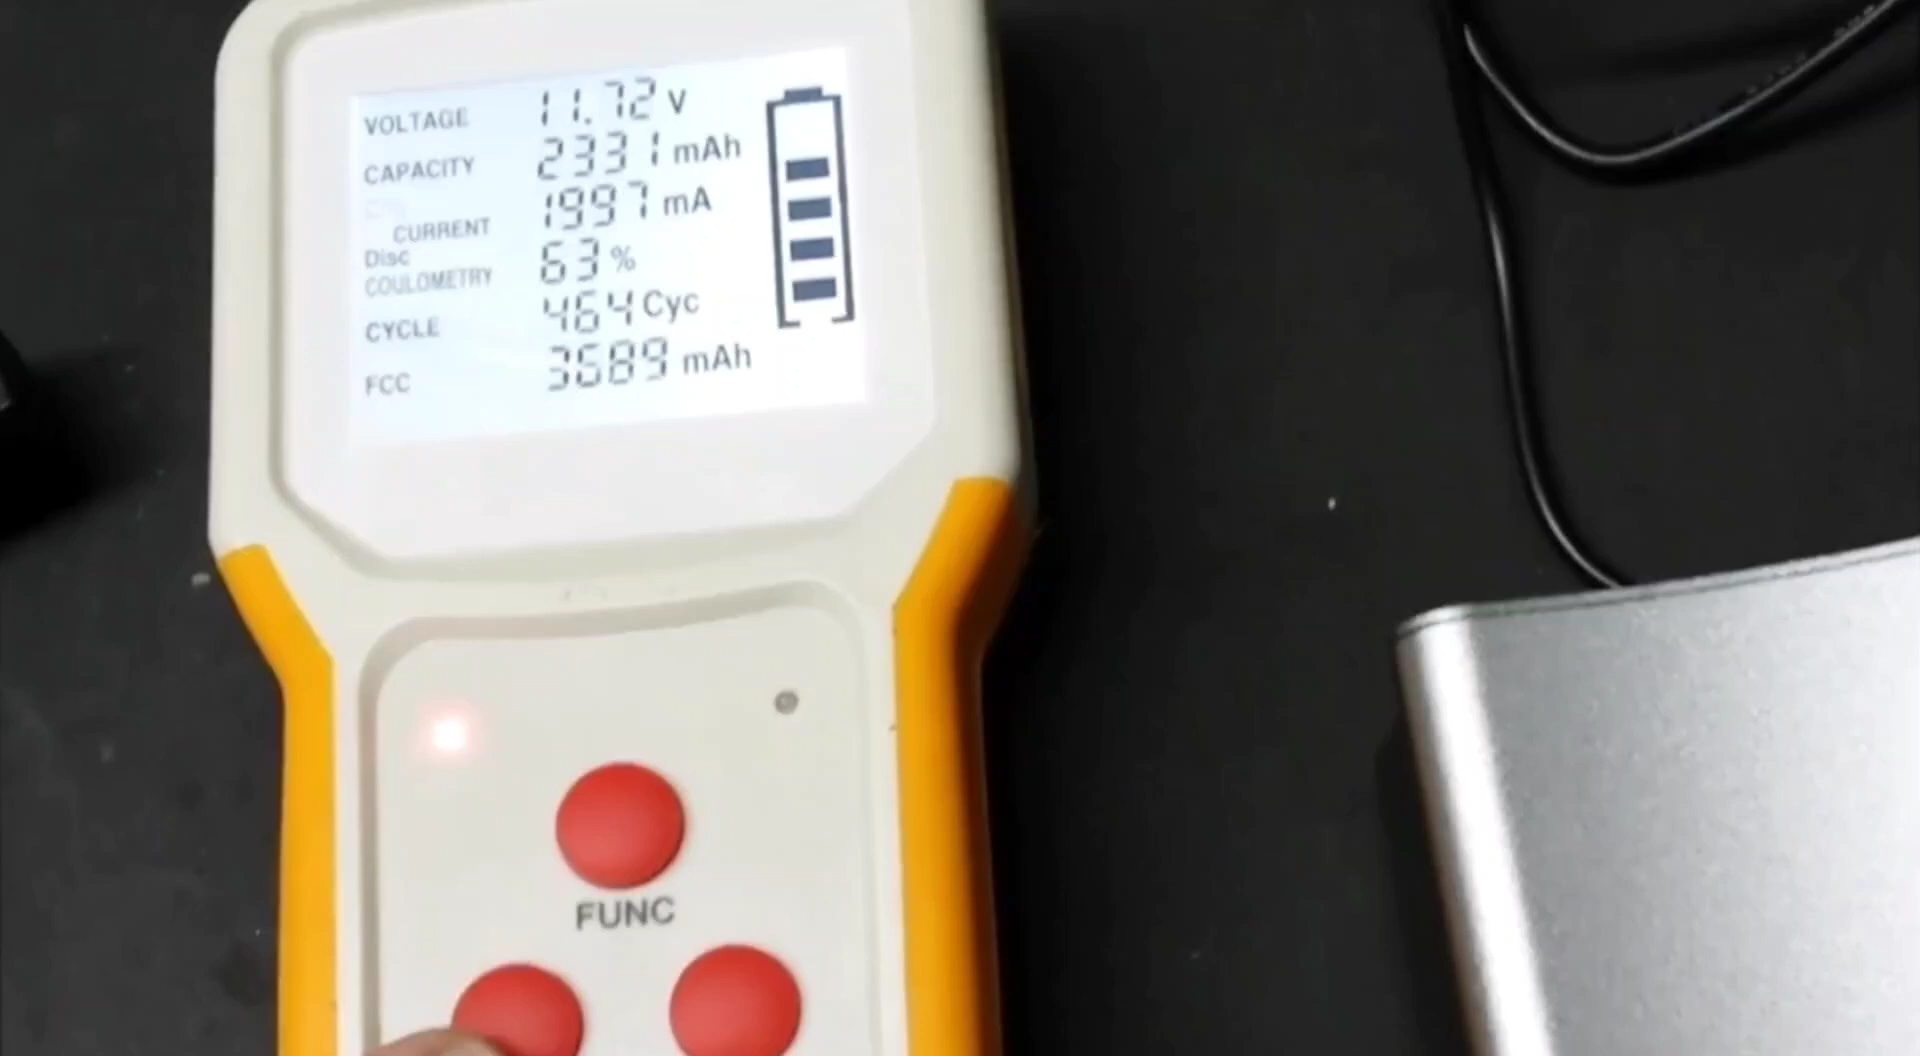 VOLTAGE 11.72 V
CAPACITY 2331 mAh
CURRENT 1997 mA
Disc
COULOMETRY 63 %
CYCLE 464 Cyc
FCC 3689 mAh
FUNC